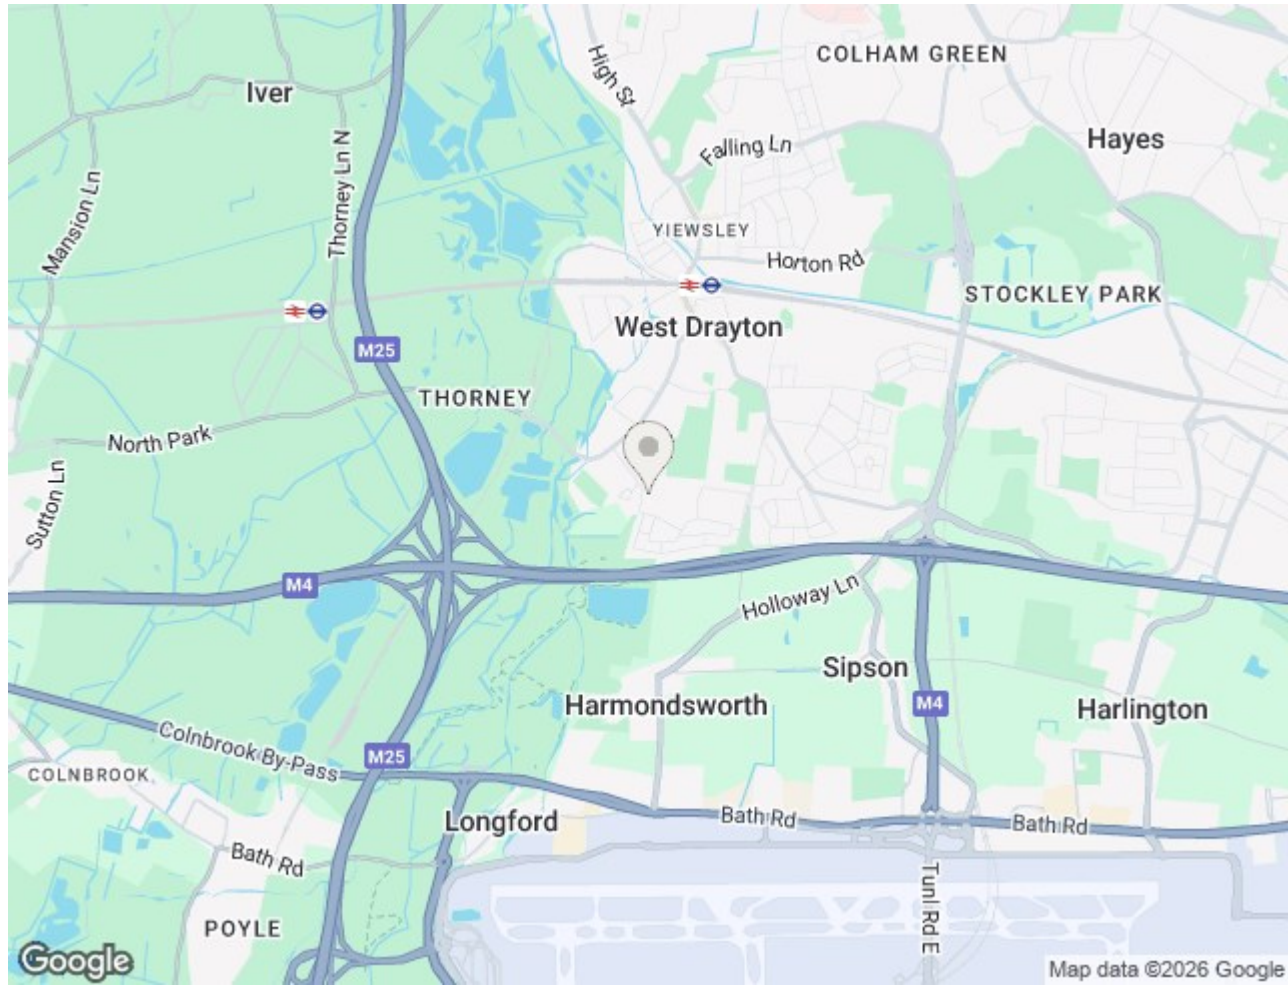 COLHAM GREEN
High St
Iver
Falling Ln
Hayes
Thorney Ln N
Mansion Ln
YIEWSLEY
Horton Rd
STOCKLEY PARK
West Drayton
M25
THORNEY
North Park
Sutton Ln
M4
Holloway Ln
Sipson
Harmondsworth
M4
Harlington
Colnbrook By-Pass
M25
COLNBROOK
Longford
Bath Rd
Bath Rd
Bath Rd
Tunl Rd E
POYLE
Google
Map data ©2026 Google